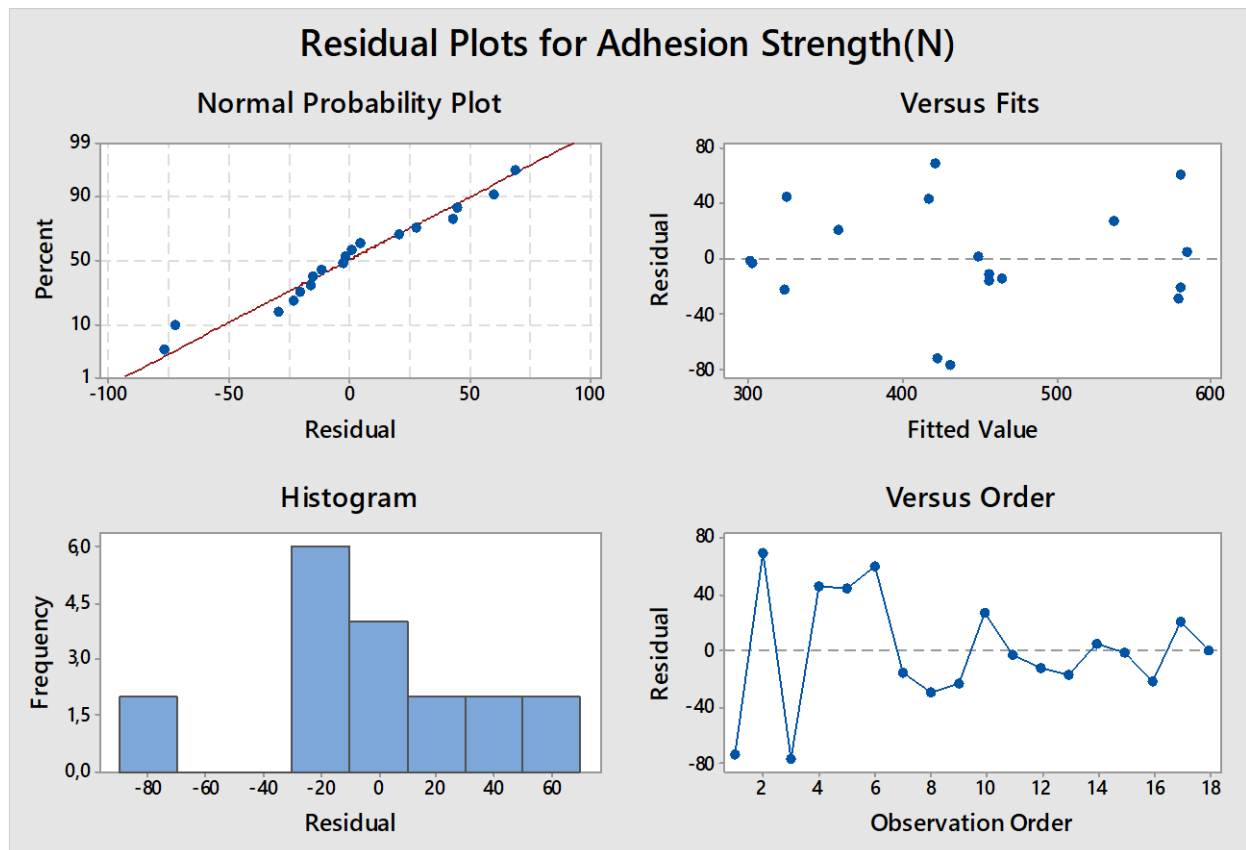 Residual Plots for Adhesion Strength(N)
Normal Probability Plot
99
90
50
10
1
Percent
-100 -50 0 50 100
Residual
Versus Fits
80
40
0
-40
-80
Residual
300 400 500 600
Fitted Value
Histogram
6,0
4,5
3,0
1,5
0,0
Frequency
-80 -60 -40 -20 0 20 40 60
Residual
Versus Order
80
40
0
-40
-80
Residual
2 4 6 8 10 12 14 16 18
Observation Order